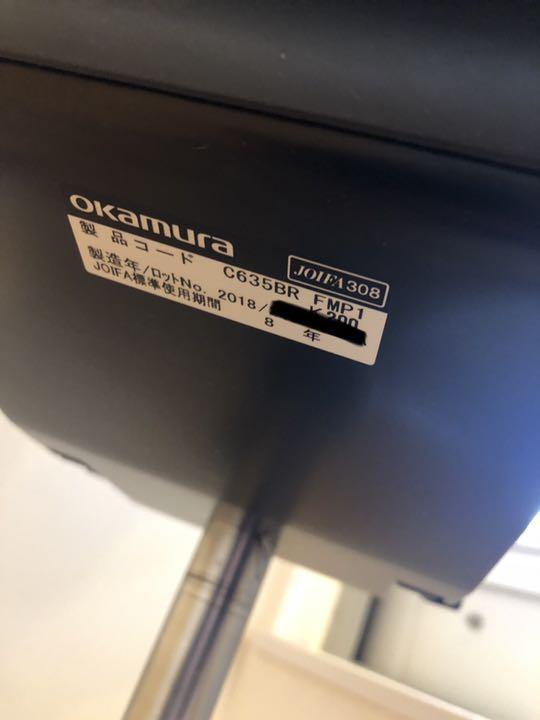 okamura
JOIFA308
製品コード C635BR FMP1
製造年/ロットNo. 2018/
JOIFA標準使用期間 8 年